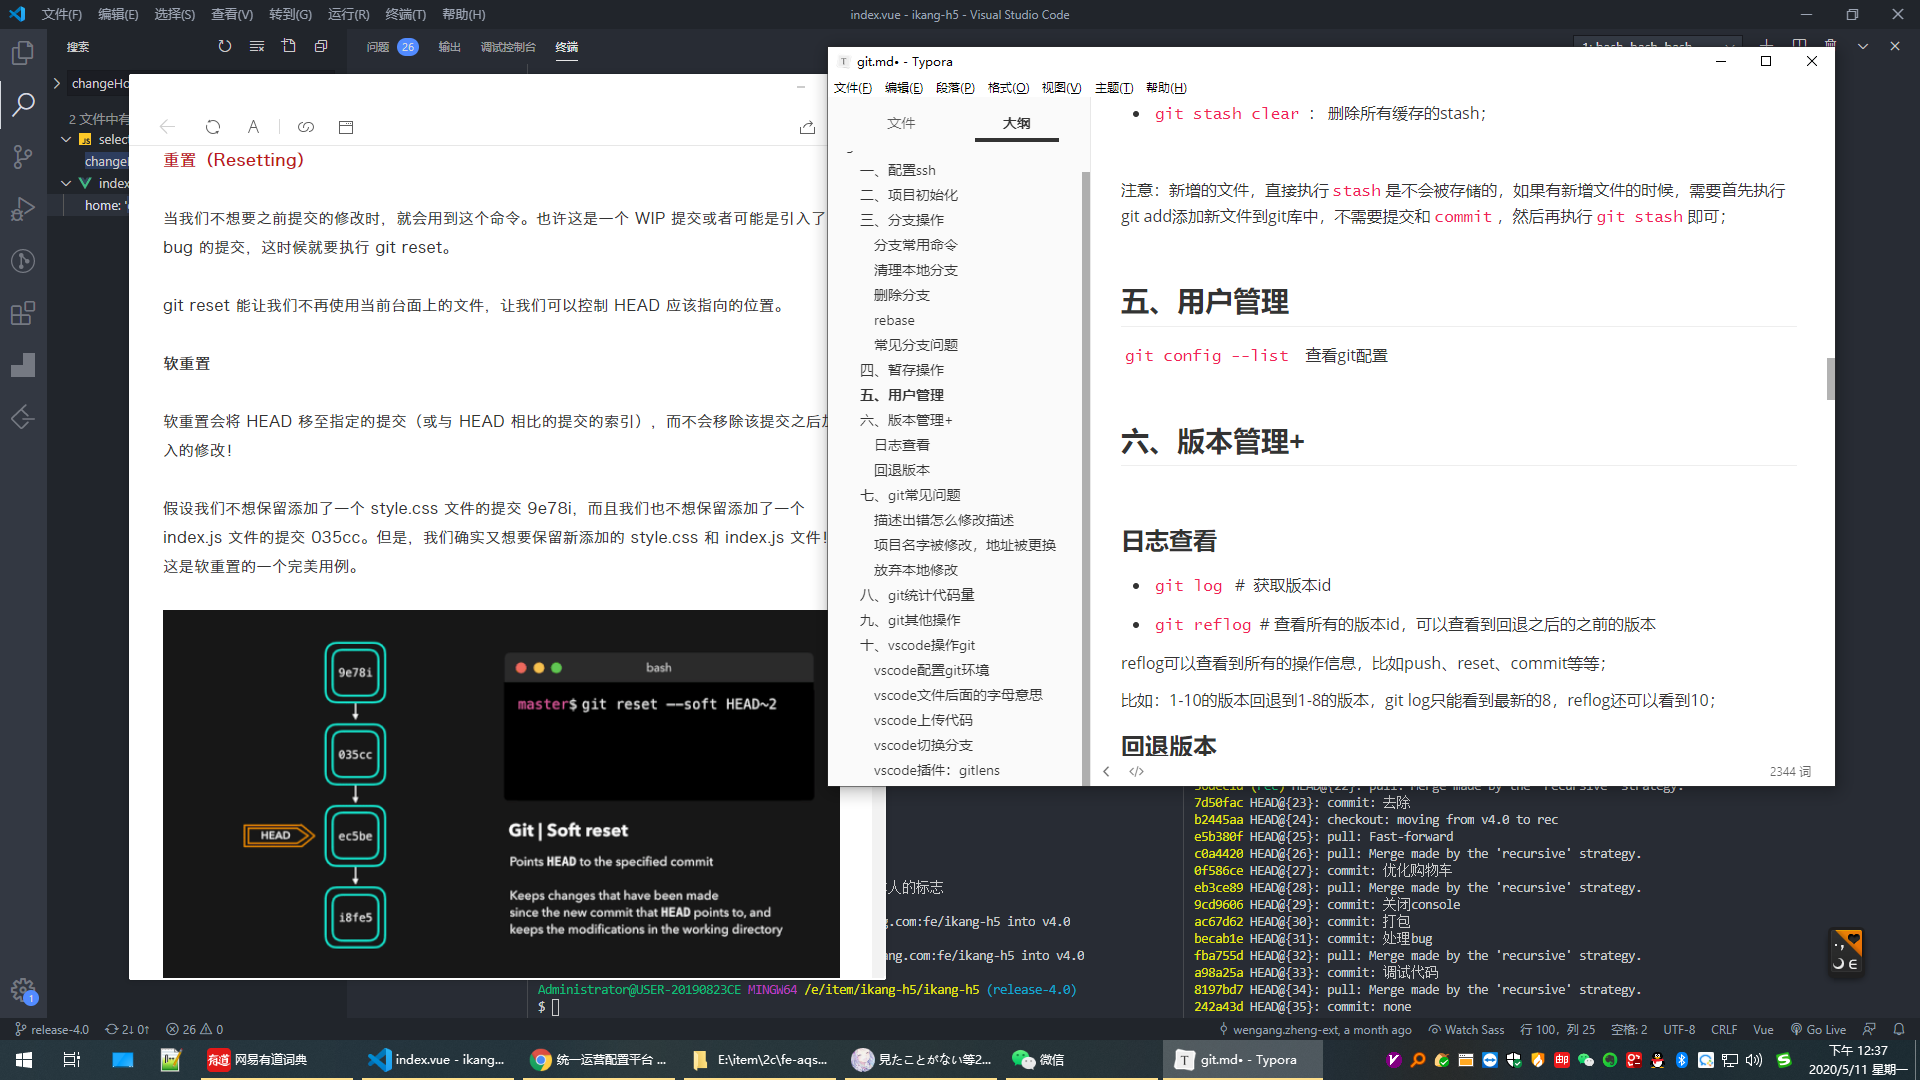 文件(F) 编辑(E) 选择(S) 查看(V) 转到(G) 运行(R) 终端(T) 帮助(H) index.vue - ikang-h5 - Visual Studio Code
搜索
问题 26 输出 调试控制台 终端
2 文件中有
JS selec
change
index
home: '
重置（Resetting）
当我们不想要之前提交的修改时，就会用到这个命令。也许这是一个 WIP 提交或者可能是引入了
bug 的提交，这时候就要执行 git reset。
git reset 能让我们不再使用当前台面上的文件，让我们可以控制 HEAD 应该指向的位置。
软重置
软重置会将 HEAD 移至指定的提交（或与 HEAD 相比的提交的索引），而不会移除该提交之后加
入的修改！
假设我们不想保留添加了一个 style.css 文件的提交 9e78i，而且我们也不想保留添加了一个
index.js 文件的提交 035cc。但是，我们确实又想要保留新添加的 style.css 和 index.js 文件！
这是软重置的一个完美用例。
9e78i
035cc
HEAD
ec5be
i8fe5
bash
master$ git reset --soft HEAD~2
Git | Soft reset
Points HEAD to the specified commit
Keeps changes that have been made
since the new commit that HEAD points to, and
keeps the modifications in the working directory
git.md• - Typora
文件(F) 编辑(E) 段落(P) 格式(O) 视图(V) 主题(T) 帮助(H)
文件 大纲
一、配置ssh
二、项目初始化
三、分支操作
分支常用命令
清理本地分支
删除分支
rebase
常见分支问题
四、暂存操作
五、用户管理
六、版本管理+
日志查看
回退版本
七、git常见问题
描述出错怎么修改描述
项目名字被修改，地址被更换
放弃本地修改
八、git统计代码量
九、git其他操作
十、vscode操作git
vscode配置git环境
vscode文件后面的字母意思
vscode上传代码
vscode切换分支
vscode插件：gitlens
git stash clear ： 删除所有缓存的stash；
注意：新增的文件，直接执行 stash 是不会被存储的，如果有新增文件的时候，需要首先执行
git add添加新文件到git库中，不需要提交和 commit ，然后再执行 git stash 即可；
五、用户管理
git config --list 查看git配置
六、版本管理+
日志查看
git log # 获取版本id
git reflog # 查看所有的版本id，可以查看到回退之后的之前的版本
reflog可以查看到所有的操作信息，比如push、reset、commit等等；
比如：1-10的版本回退到1-8的版本，git log只能看到最新的8，reflog还可以看到10；
回退版本
2344 词
人的标志
.com:fe/ikang-h5 into v4.0
ang.com:fe/ikang-h5 into v4.0
Administrator@USER-20190823CE MINGW64 /e/item/ikang-h5/ikang-h5 (release-4.0)
$
7d50fac HEAD@{23}: commit: 去除
b2445aa HEAD@{24}: checkout: moving from v4.0 to rec
e5b380f HEAD@{25}: pull: Fast-forward
c0a4420 HEAD@{26}: pull: Merge made by the 'recursive' strategy.
0f586ce HEAD@{27}: commit: 优化购物车
eb3ce89 HEAD@{28}: pull: Merge made by the 'recursive' strategy.
9cd9606 HEAD@{29}: commit: 关闭console
ac67d62 HEAD@{30}: commit: 打包
becab1e HEAD@{31}: commit: 处理bug
fba755d HEAD@{32}: pull: Merge made by the 'recursive' strategy.
a98a25a HEAD@{33}: commit: 调试代码
8197bd7 HEAD@{34}: pull: Merge made by the 'recursive' strategy.
242a43d HEAD@{35}: commit: none
release-4.0 2↓ 0↑ 26 0 wengang.zheng-ext, a month ago Watch Sass 行 100，列 25 空格: 2 UTF-8 CRLF Vue Go Live
有道 网易有道词典 index.vue - ikang... 统一运营配置平台 ... E:\item\2c\fe-aqs... 見たことがない等2... 微信 git.md• - Typora
下午 12:37
2020/5/11 星期一